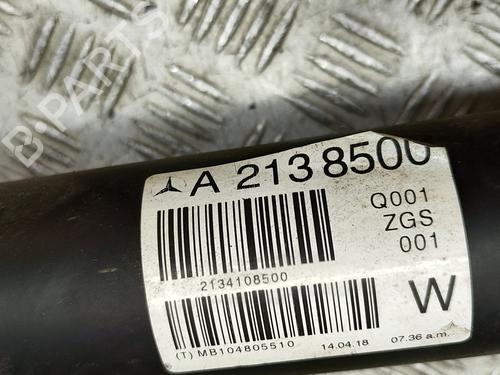 B-PARTS
A 213 8500
Q001
ZGS
001
2134108500
W
(T) MB104805510 14.04.18 07:36 a.m.